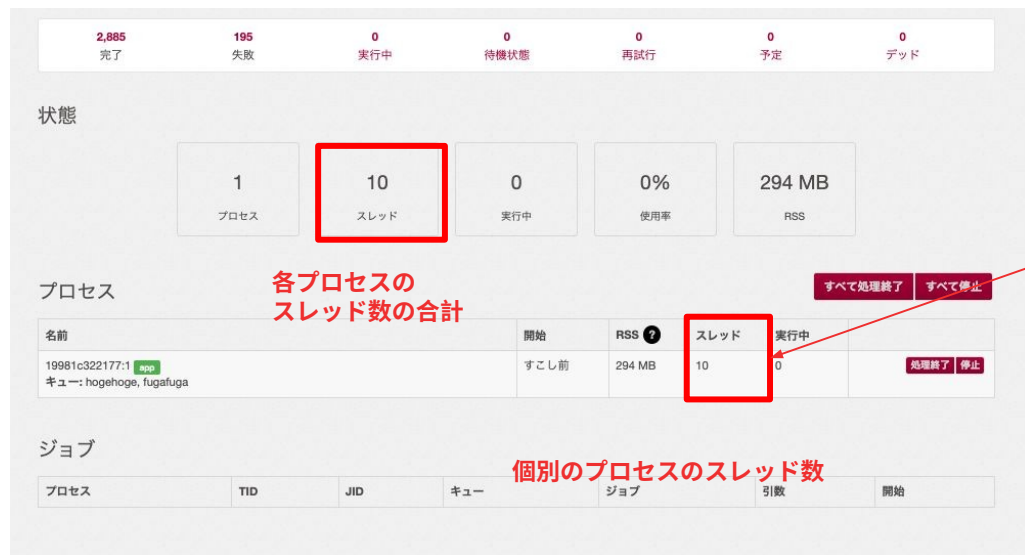 2,885 195 0 0 0 0 0
完了 失敗 実行中 待機状態 再試行 予定 デッド
状態
1 10 0 0% 294 MB
プロセス スレッド 実行中 使用率 RSS
各プロセスの
スレッド数の合計
プロセス
すべて処理終了 すべて停止
名前 開始 RSS ? スレッド 実行中
19981c322177:1 app すこし前 294 MB 10 0 処理終了 停止
キュー: hogehoge, fugafuga
ジョブ
個別のプロセスのスレッド数
プロセス TID JID キュー ジョブ 引数 開始